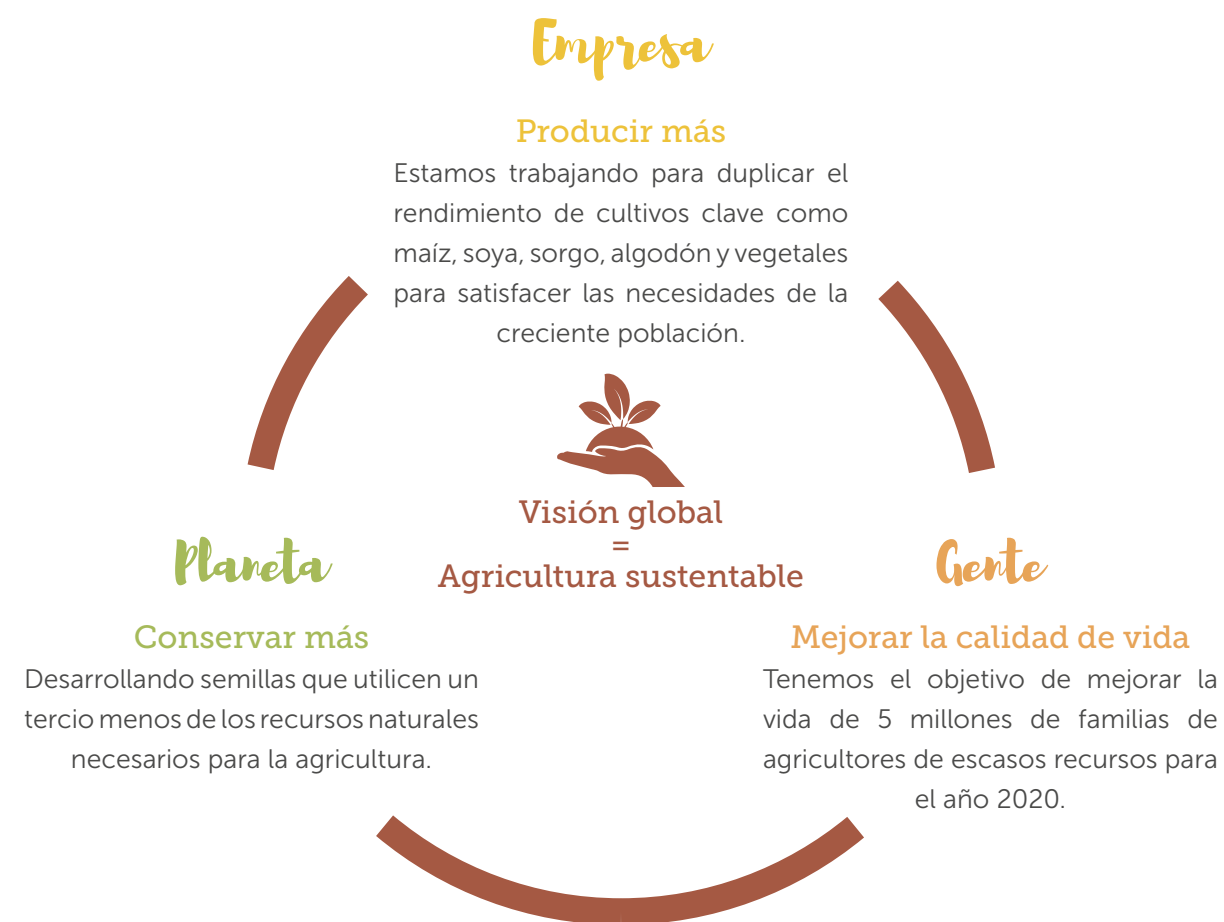 Empresa
Producir más
Estamos trabajando para duplicar el
rendimiento de cultivos clave como
maíz, soya, sorgo, algodón y vegetales
para satisfacer las necesidades de la
creciente población.
Visión global
=
Agricultura sustentable
Planeta
Conservar más
Desarrollando semillas que utilicen un
tercio menos de los recursos naturales
necesarios para la agricultura.
Gente
Mejorar la calidad de vida
Tenemos el objetivo de mejorar la
vida de 5 millones de familias de
agricultores de escasos recursos para
el año 2020.